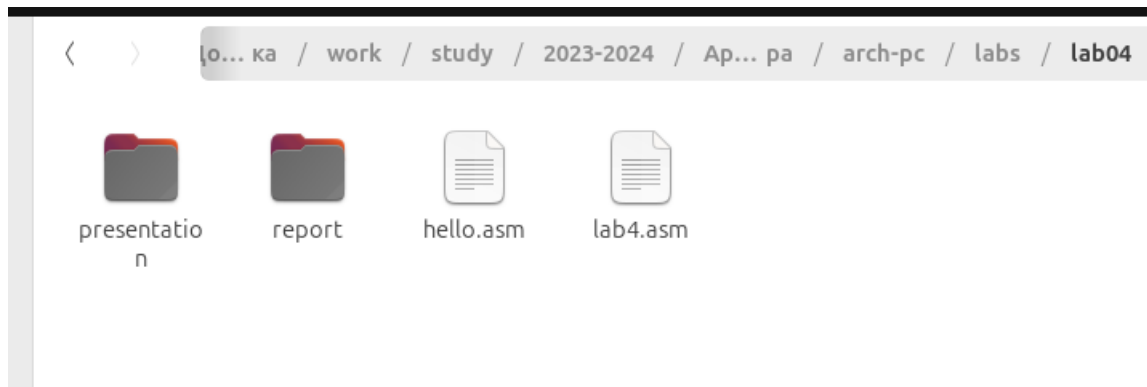 до... ка / work / study / 2023-2024 / Ар... ра / arch-pc / labs / lab04
presentatio
n
report
hello.asm
lab4.asm